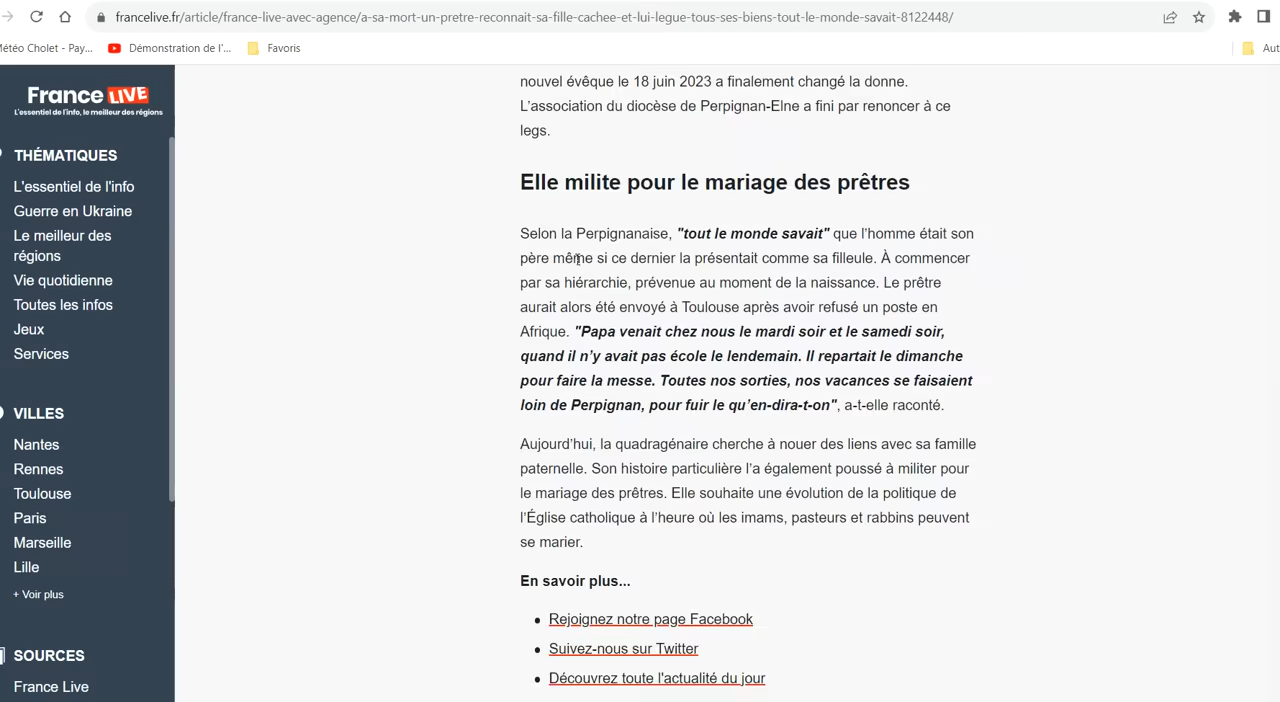 francelive.fr/article/france-live-avec-agence/a-sa-mort-un-pretre-reconnait-sa-fille-cachee-et-lui-legue-tous-ses-biens-tout-le-monde-savait-8122448/
Météo Cholet - Pay...
Démonstration de l'...
Favoris
Aut
France LIVE
L'essentiel de l'info, le meilleur des régions
THÉMATIQUES
L'essentiel de l'info
Guerre en Ukraine
Le meilleur des
régions
Vie quotidienne
Toutes les infos
Jeux
Services
VILLES
Nantes
Rennes
Toulouse
Paris
Marseille
Lille
+ Voir plus
SOURCES
France Live
nouvel évêque le 18 juin 2023 a finalement changé la donne.
L’association du diocèse de Perpignan-Elne a fini par renoncer à ce
legs.
Elle milite pour le mariage des prêtres
Selon la Perpignanaise, "tout le monde savait" que l’homme était son
père même si ce dernier la présentait comme sa filleule. À commencer
par sa hiérarchie, prévenue au moment de la naissance. Le prêtre
aurait alors été envoyé à Toulouse après avoir refusé un poste en
Afrique. "Papa venait chez nous le mardi soir et le samedi soir,
quand il n’y avait pas école le lendemain. Il repartait le dimanche
pour faire la messe. Toutes nos sorties, nos vacances se faisaient
loin de Perpignan, pour fuir le qu’en-dira-t-on", a-t-elle raconté.
Aujourd’hui, la quadragénaire cherche à nouer des liens avec sa famille
paternelle. Son histoire particulière l’a également poussé à militer pour
le mariage des prêtres. Elle souhaite une évolution de la politique de
l’Église catholique à l’heure où les imams, pasteurs et rabbins peuvent
se marier.
En savoir plus...
Rejoignez notre page Facebook
Suivez-nous sur Twitter
Découvrez toute l'actualité du jour